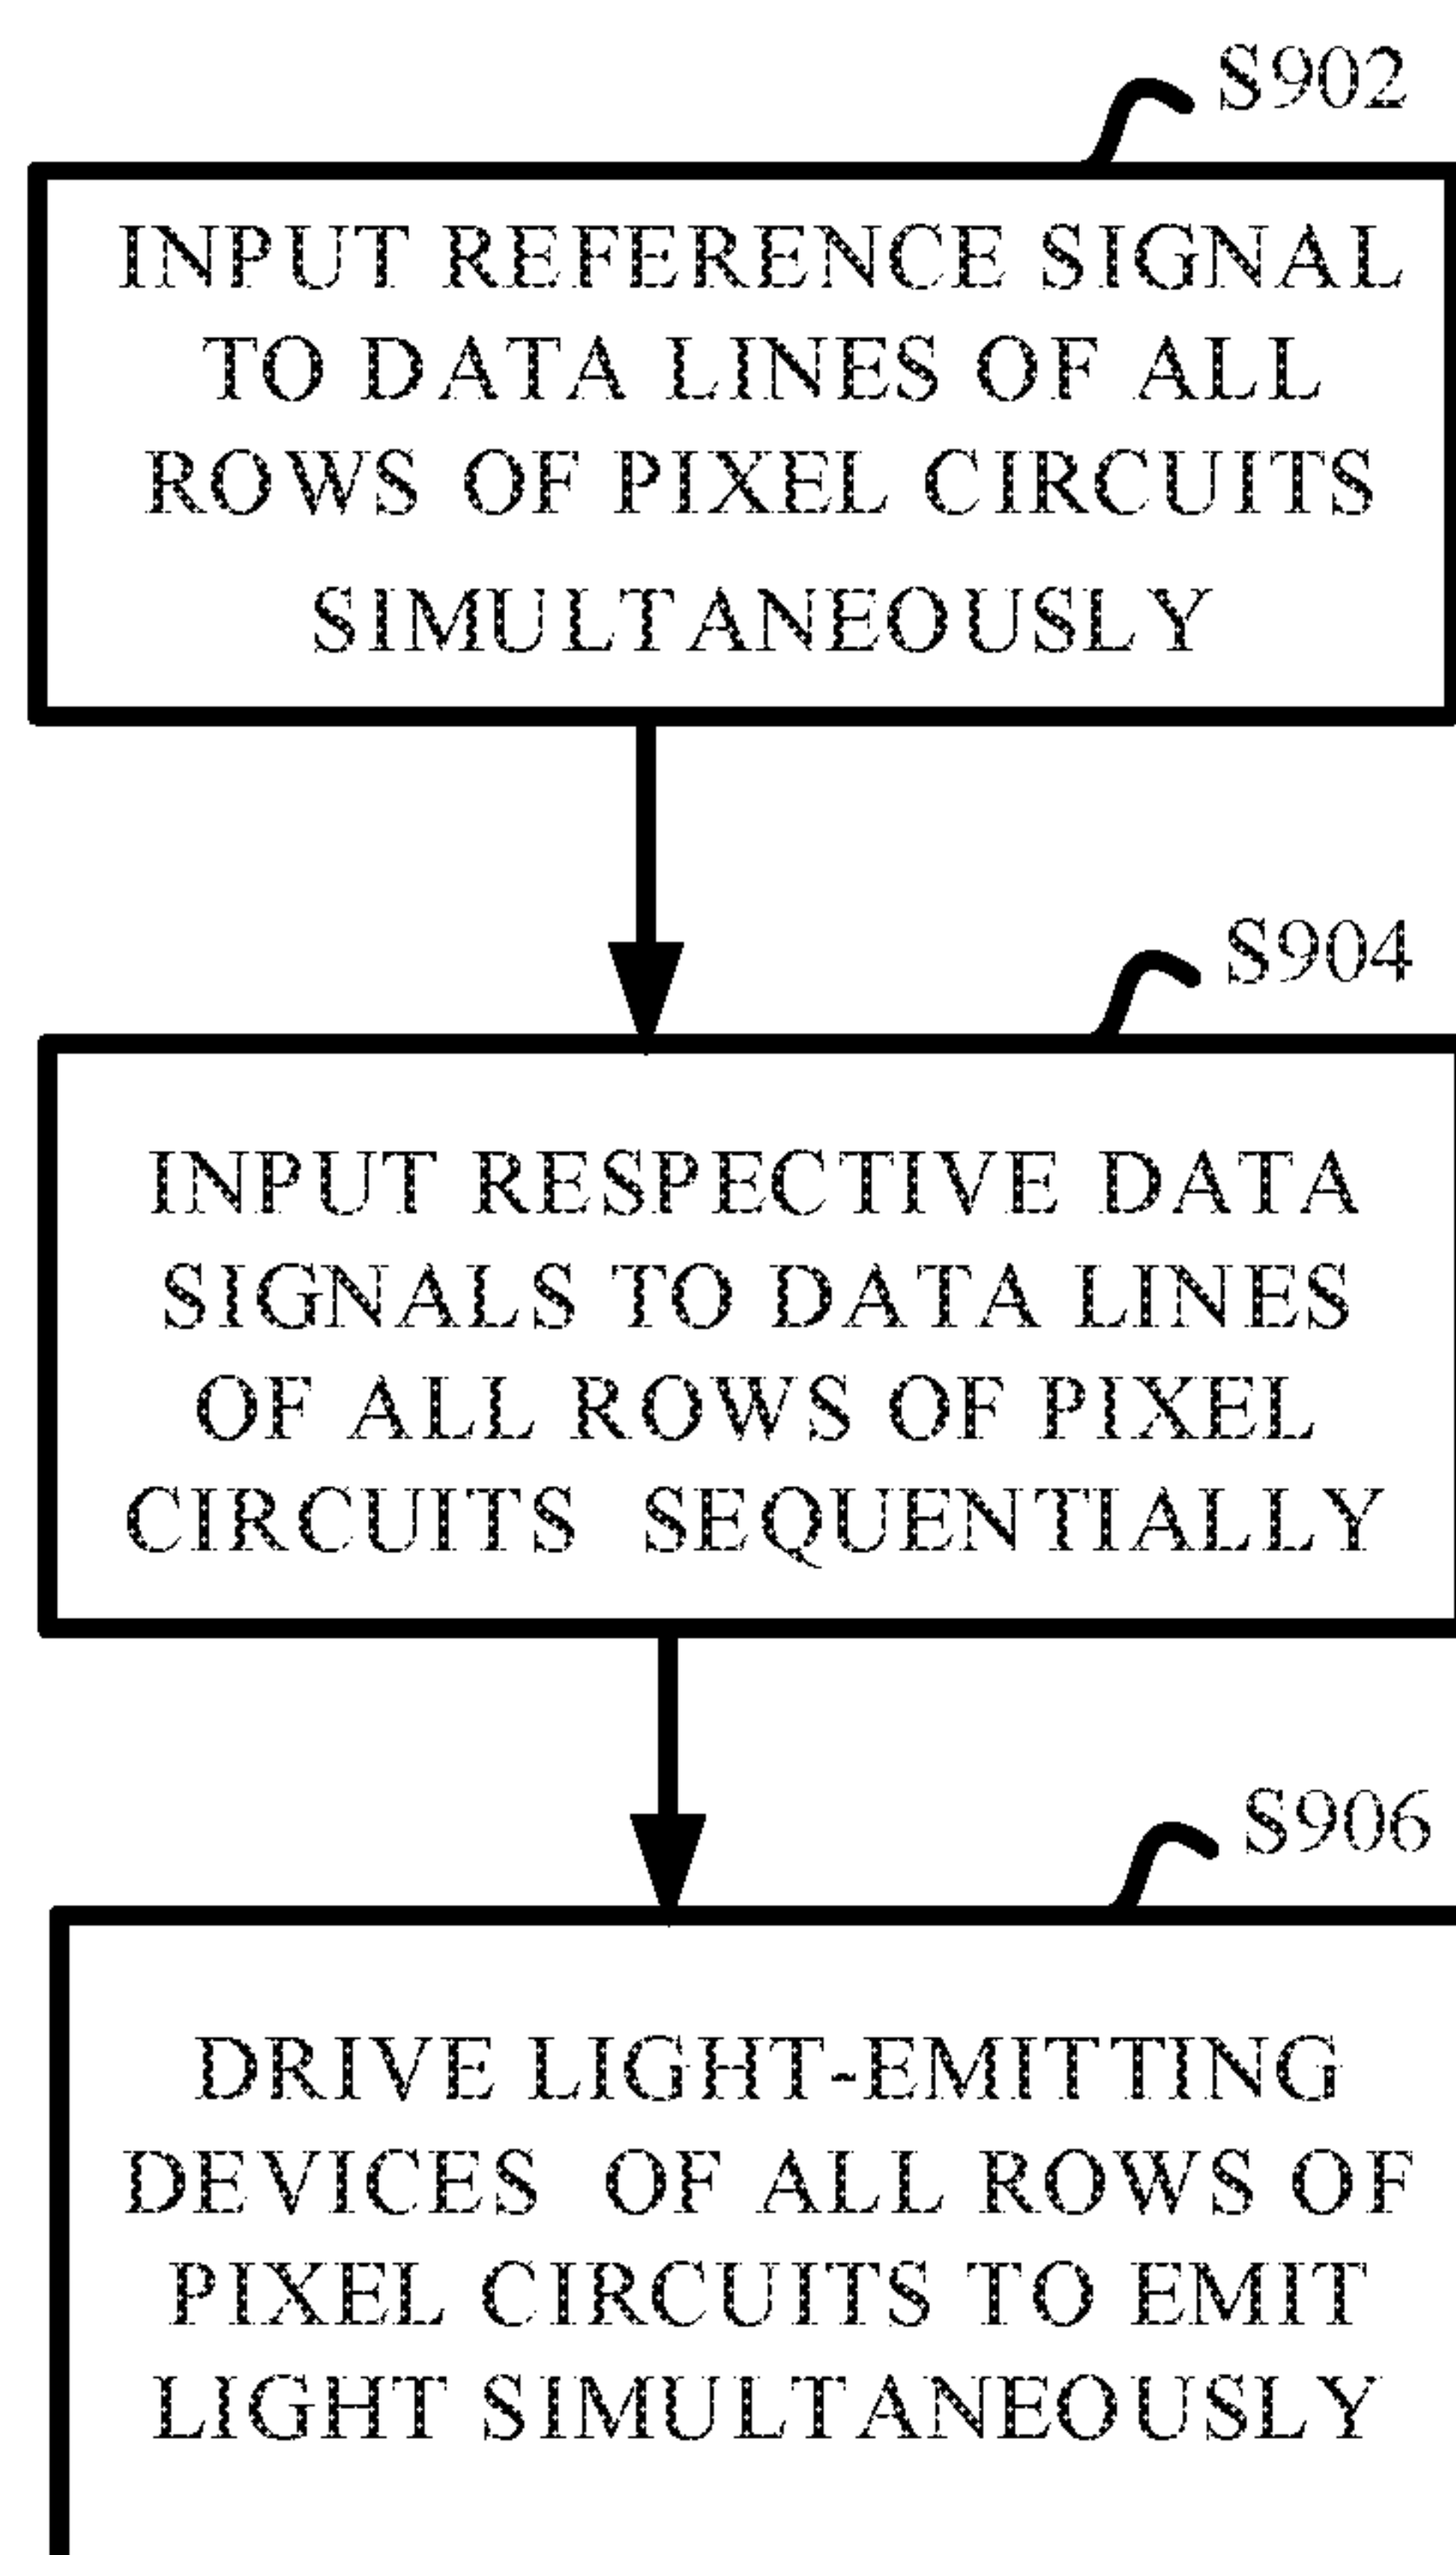 S902
INPUT REFERENCE SIGNAL
TO DATA LINES OF ALL
ROWS OF PIXEL CIRCUITS
SIMULTANEOUSLY
S904
INPUT RESPECTIVE DATA
SIGNALS TO DATA LINES
OF ALL ROWS OF PIXEL
CIRCUITS SEQUENTIALLY
S906
DRIVE LIGHT-EMITTING
DEVICES OF ALL ROWS OF
PIXEL CIRCUITS TO EMIT
LIGHT SIMULTANEOUSLY